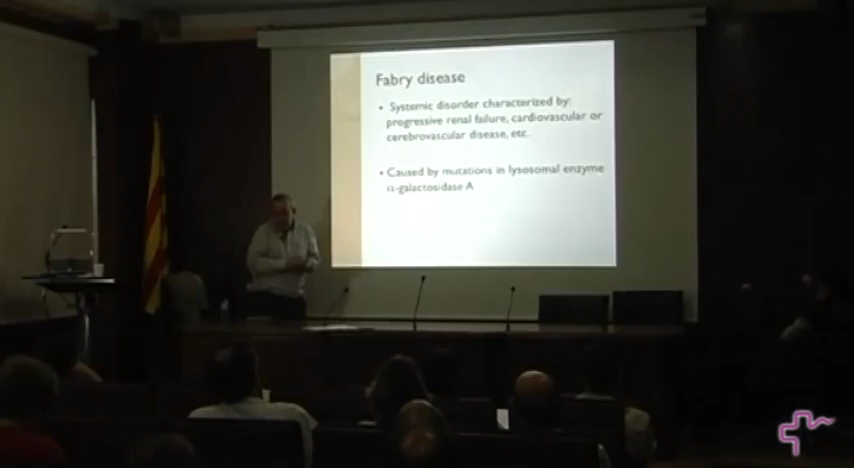 Fabry disease
• Systemic disorder characterized by:
progressive renal failure, cardiovascular or
cerebrovascular disease, etc.
• Caused by mutations in lysosomal enzyme
α-galactosidase A